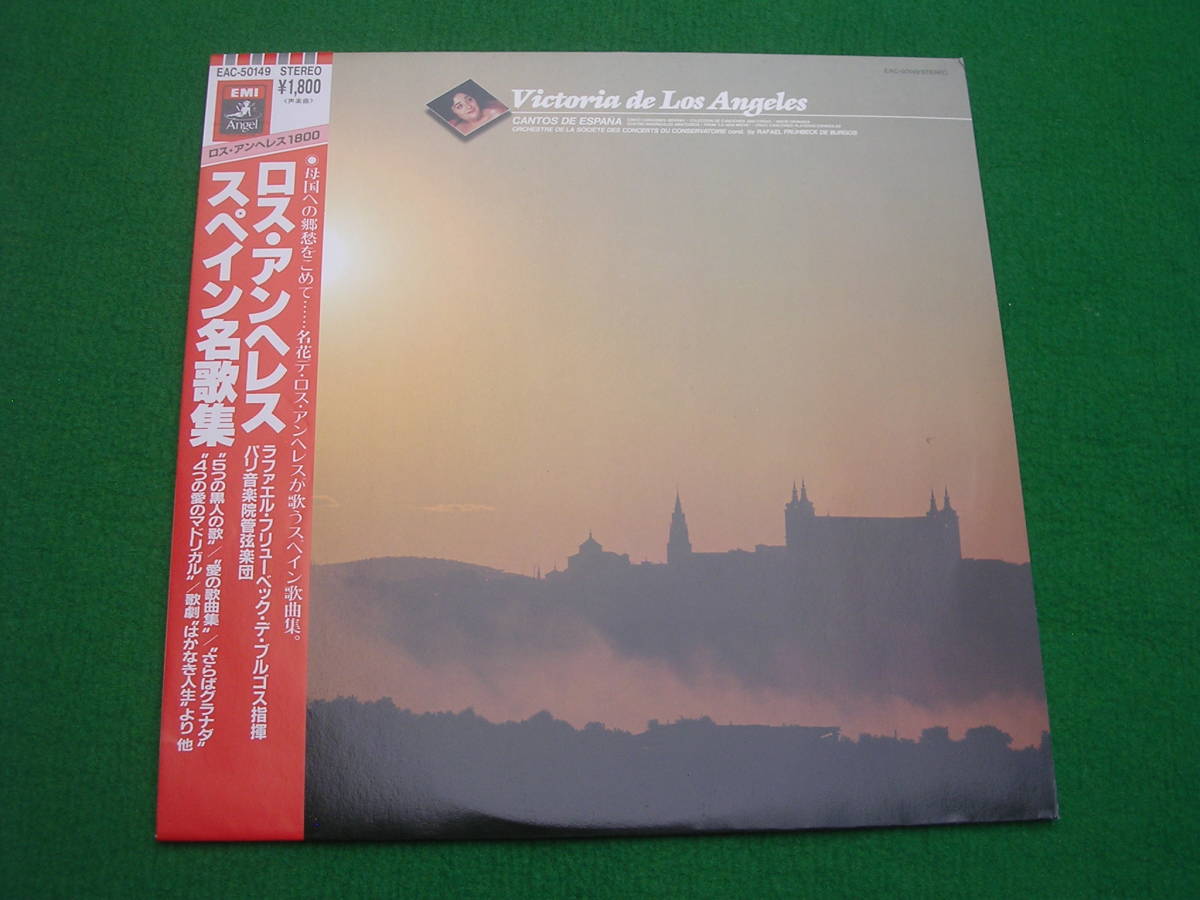 EAC-50149 STEREO
EMI
Angel
¥1,800
〈声楽曲〉
ロス・アンヘレス1800
●母国への郷愁をこめて……名花デ・ロス・アンヘレスが歌うスペイン歌曲集。
ロス・アンヘレス
スペイン名歌集
ラファエル・フリューベック・デ・ブルゴス指揮
パリ音楽院管弦楽団
“5つの黒人の歌”/“愛の歌曲集”/“さらばグラナダ”
“4つの愛のマドリガル”/歌劇“はかなき人生”より 他
EAC-50149 STEREO
Victoria de Los Angeles
CANTOS DE ESPAÑA
ORCHESTRE DE LA SOCIETE DES CONCERTS DU CONSERVATOIRE cond. by RAFAEL FRUHBECK DE BURGOS